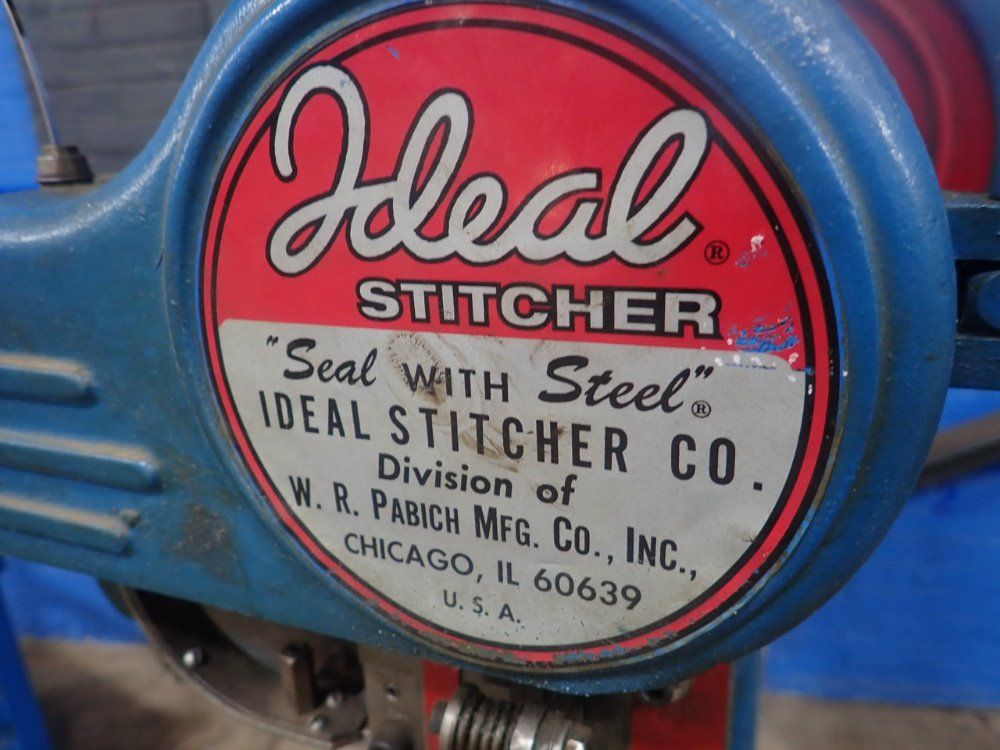 Ideal ®
STITCHER
"Seal WITH Steel"®
IDEAL STITCHER CO.
Division of
W. R. PABICH MFG. CO., INC.,
CHICAGO, IL 60639
U. S. A.